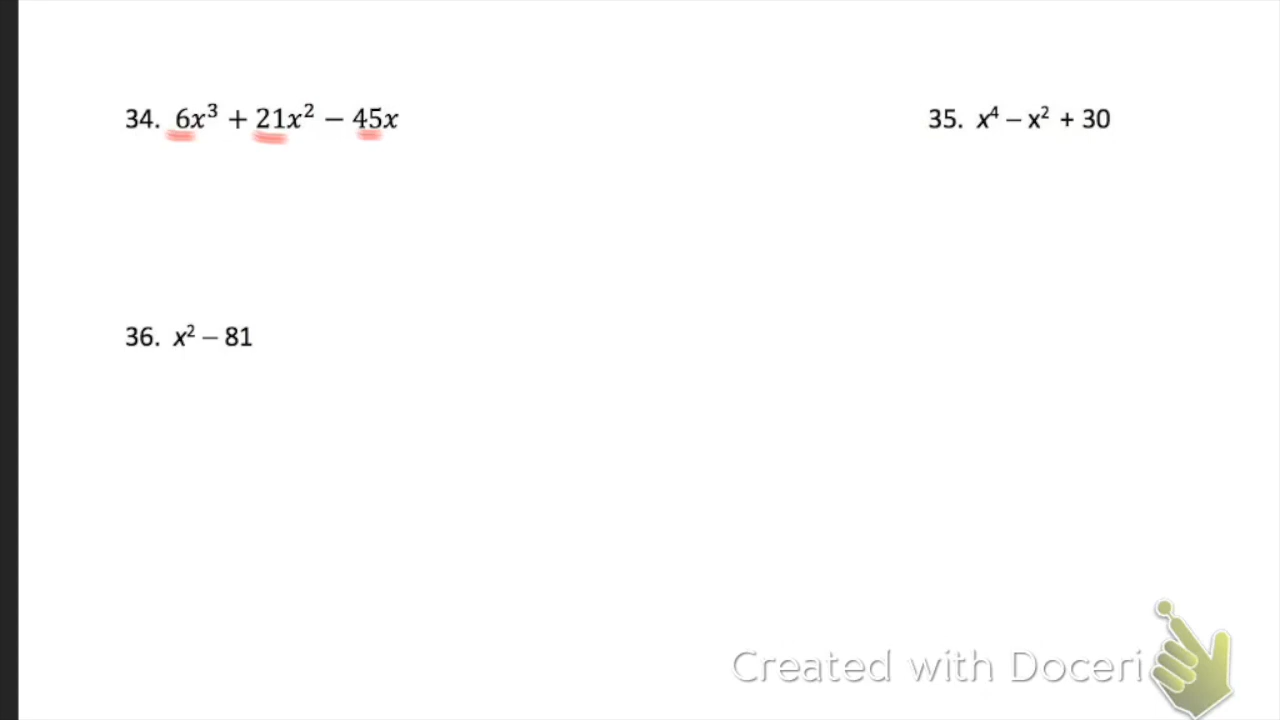 34. 6x³ + 21x² − 45x
35. x⁴ – x² + 30
36. x² – 81
Created with Doceri